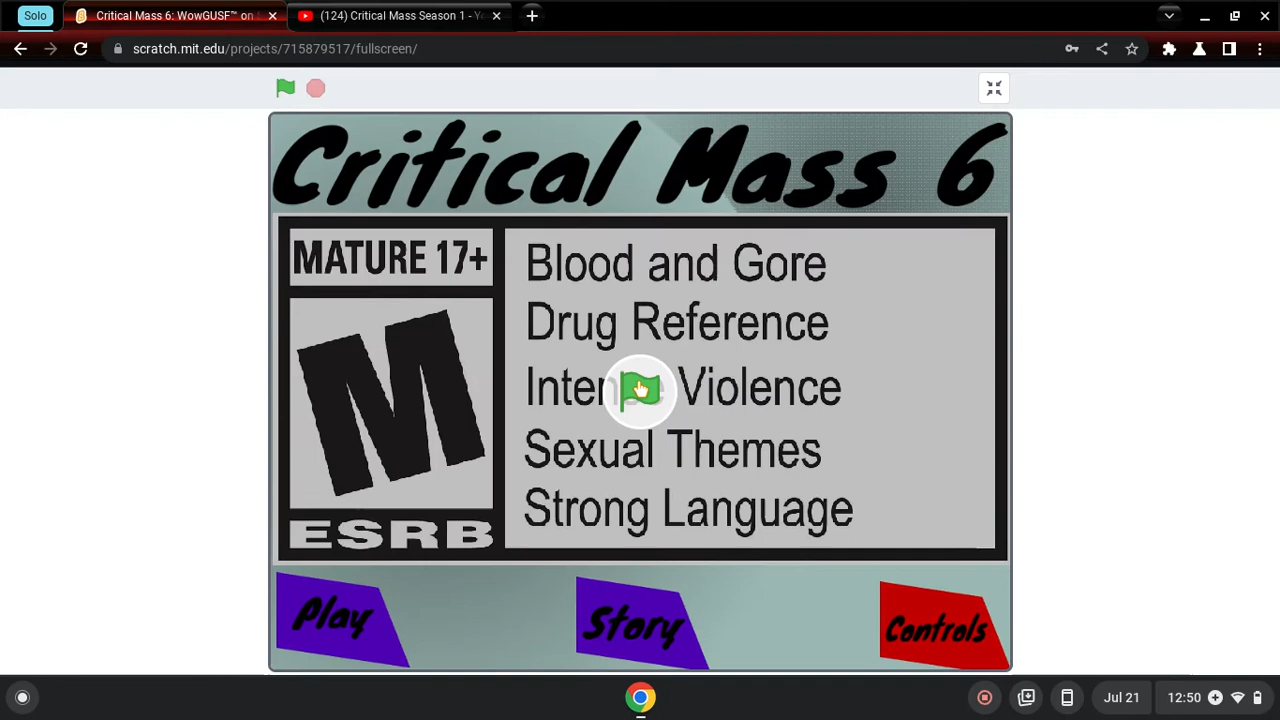 Solo
Critical Mass 6: WowGUSF™ on
(124) Critical Mass Season 1 - Y
scratch.mit.edu/projects/715879517/fullscreen/
Critical Mass 6
MATURE 17+
M
ESRB
Blood and Gore
Drug Reference
Intense Violence
Sexual Themes
Strong Language
Play
Story
Controls
Jul 21
12:50